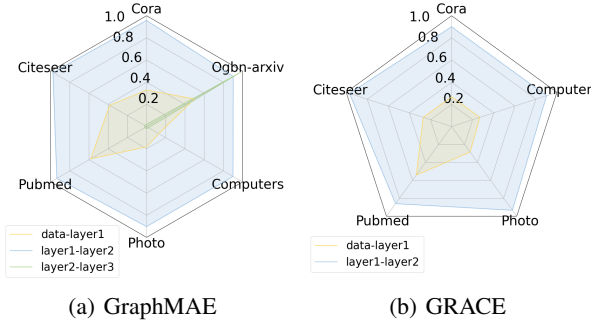 Cora
1.0
0.8
0.6
0.4
0.2
Citeseer
Ogbn-arxiv
Pubmed
Computers
Photo
data-layer1
layer1-layer2
layer2-layer3
(a) GraphMAE
Cora
1.0
0.8
0.6
0.4
0.2
Citeseer
Computer
Pubmed
Photo
data-layer1
layer1-layer2
(b) GRACE